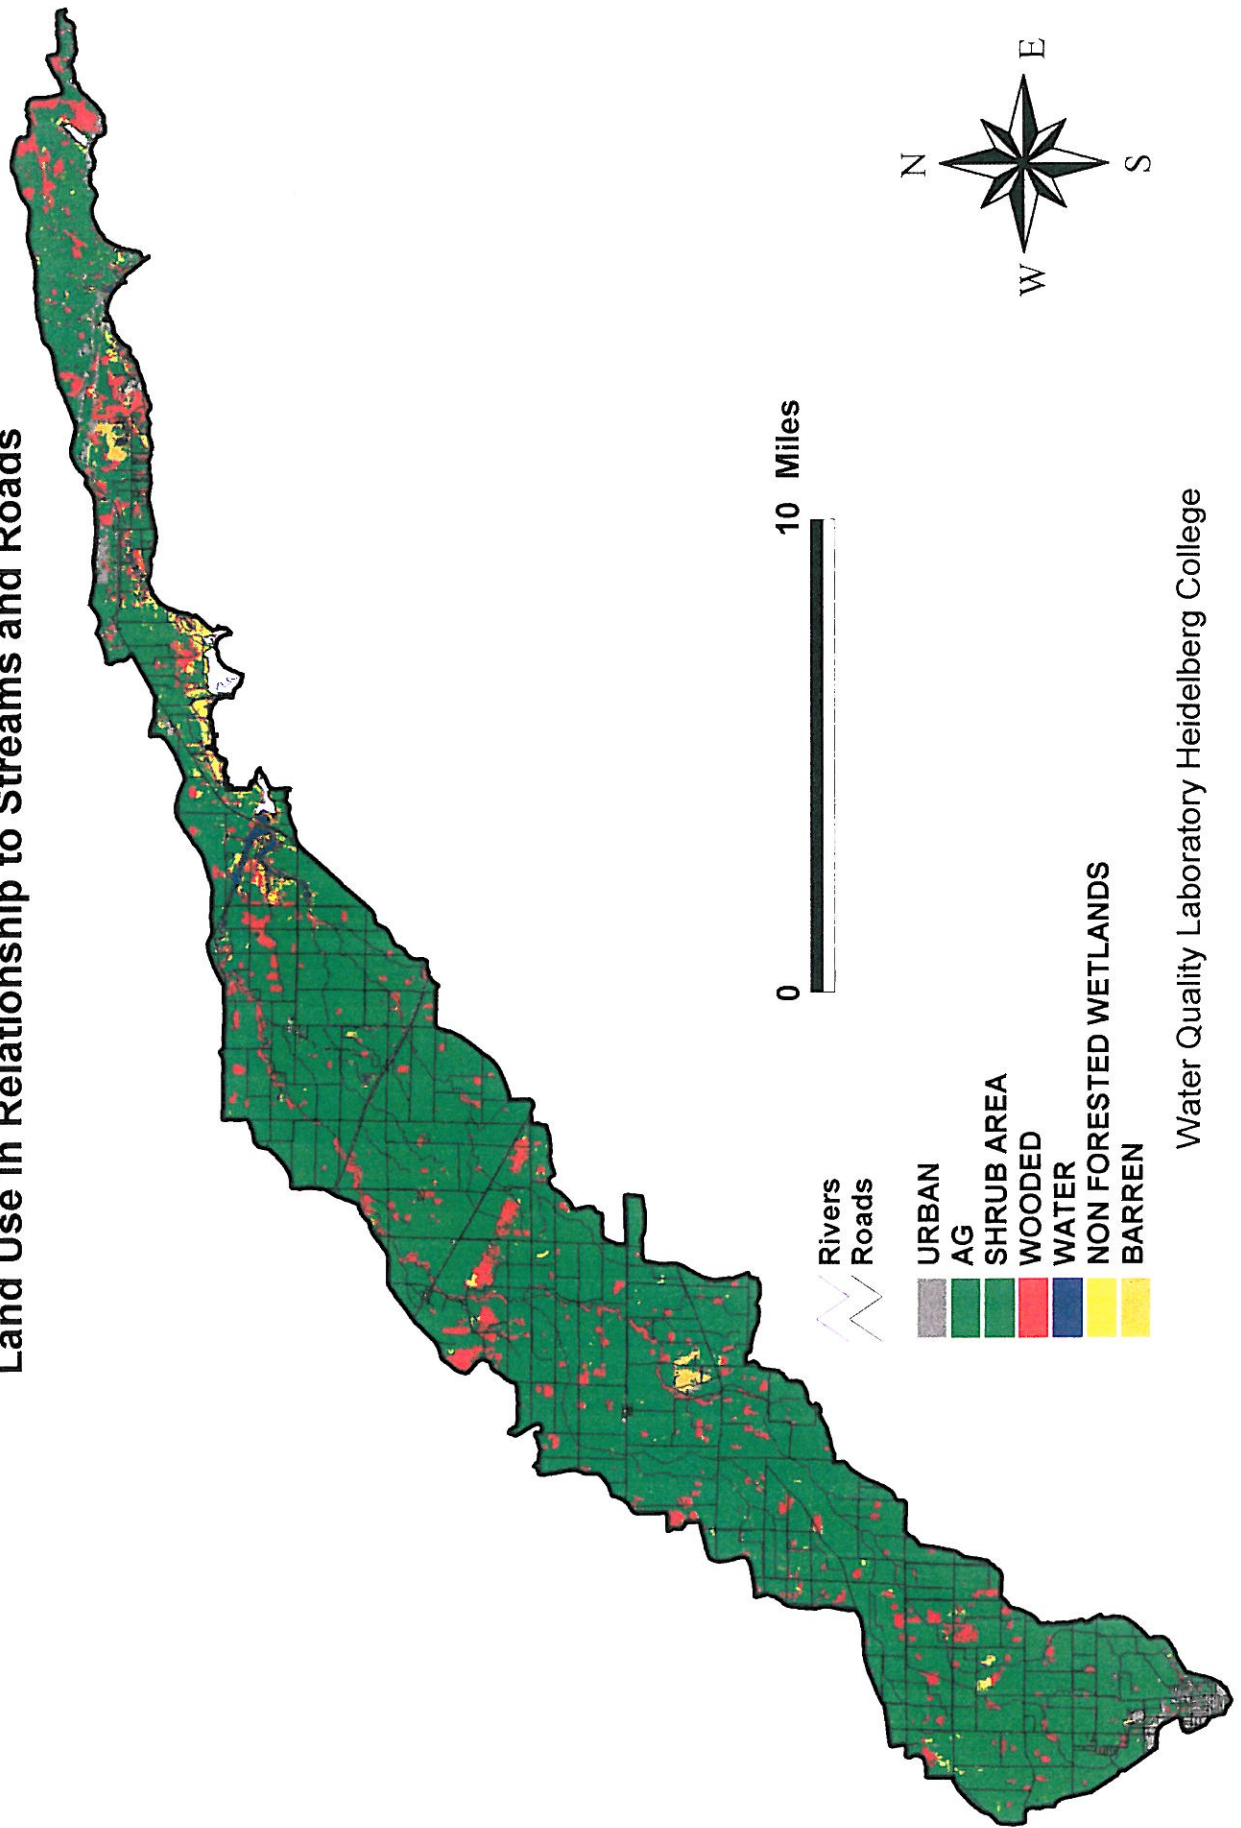 Land Use in Relationship to Streams and Roads
N
E
W
S
0
10 Miles
Rivers
Roads
URBAN
AG
SHRUB AREA
WOODED
WATER
NON FORESTED WETLANDS
BARREN
Water Quality Laboratory Heidelberg College